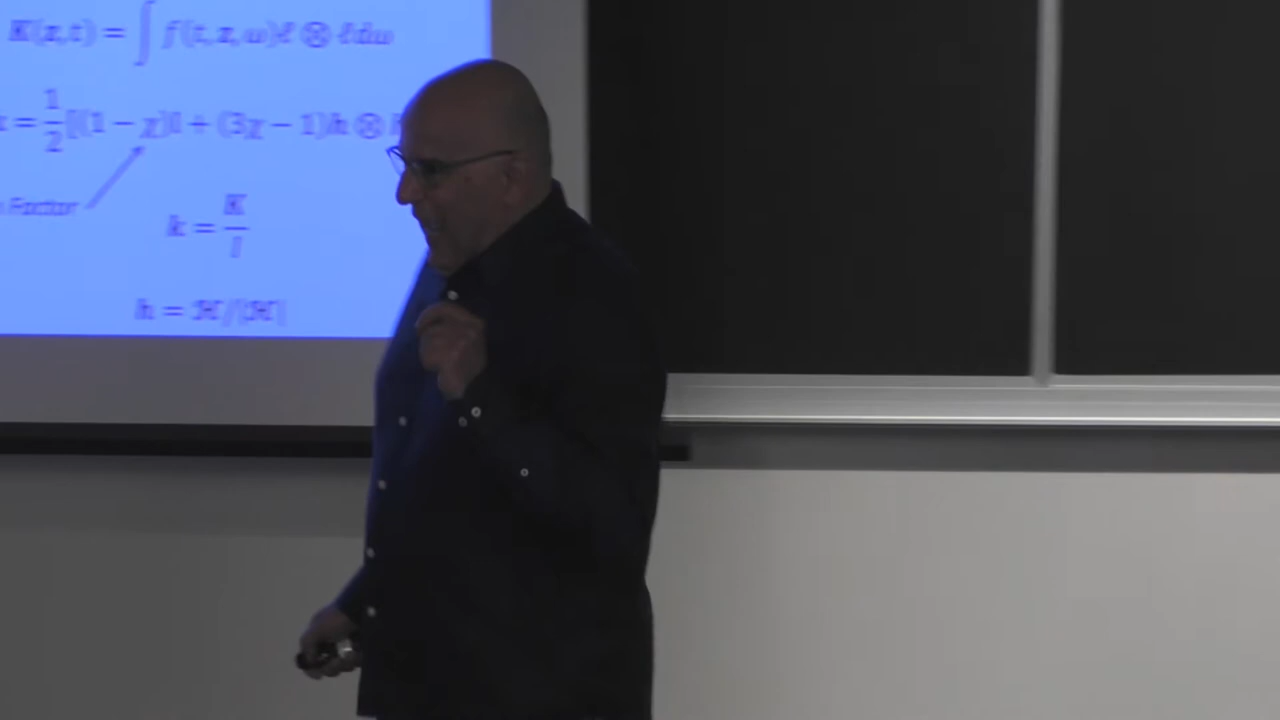 K(z,t) = ∫ f(t,z,ω)ℓ ⊗ ℓdω
= 1/2 [(1 − χ)I + (3χ − 1)h ⊗
Factor
k = K/I
h = ℋ/|ℋ|